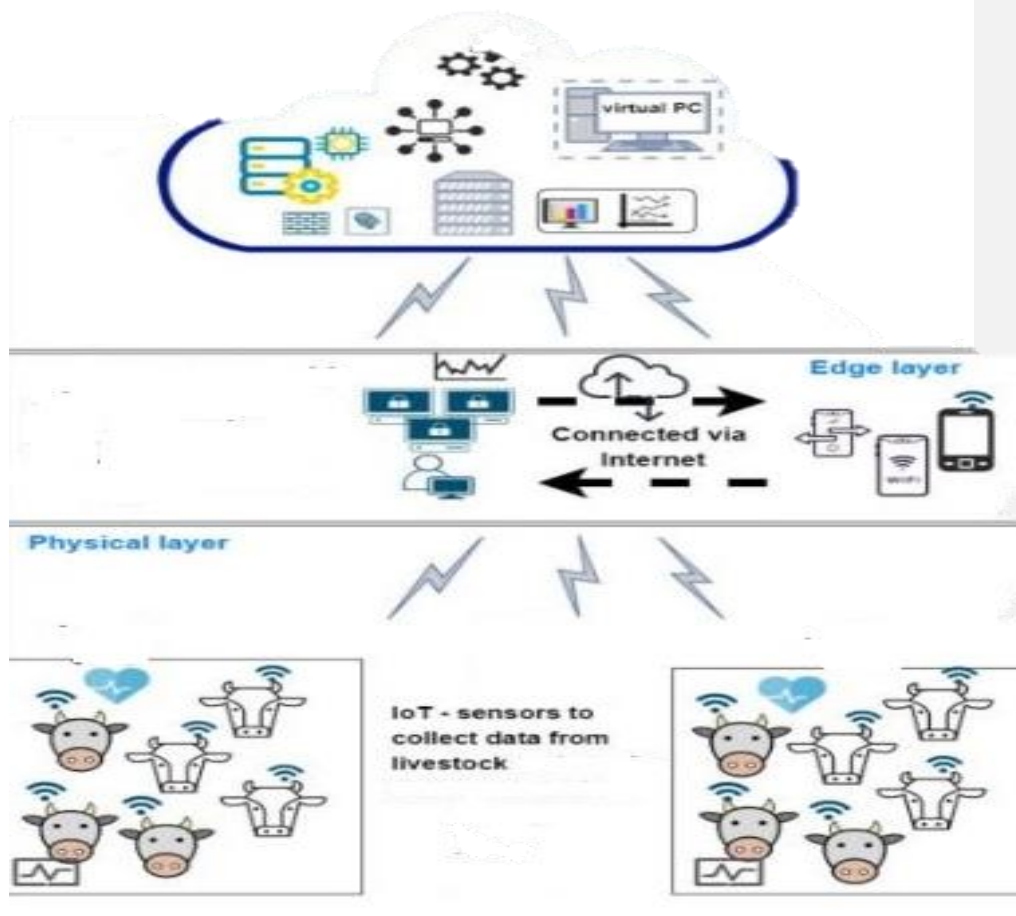 virtual PC
Edge layer
Connected via
Internet
WiFi
Physical layer
IoT - sensors to
collect data from
livestock